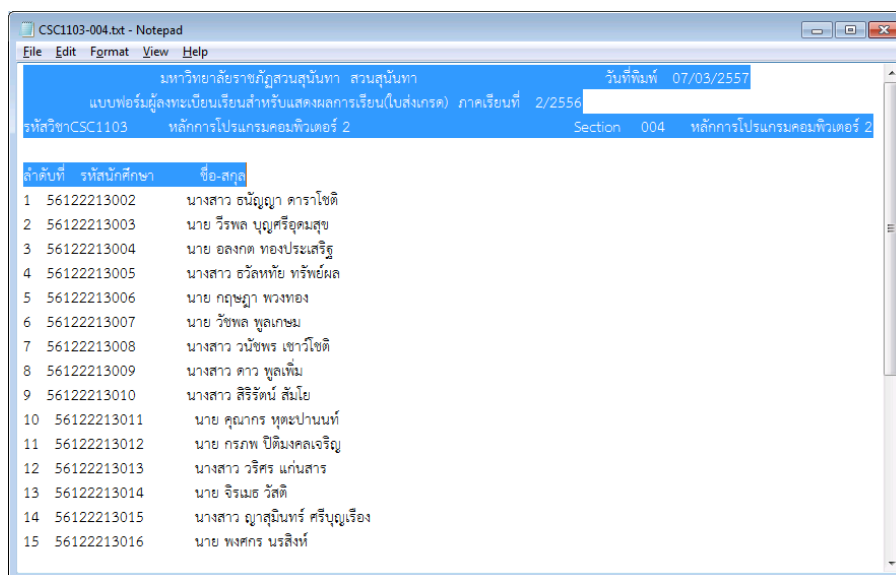 CSC1103-004.txt - Notepad
File Edit Format View Help
มหาวิทยาลัยราชภัฏสวนสุนันทา สวนสุนันทา วันที่พิมพ์ 07/03/2557
แบบฟอร์มผู้ลงทะเบียนเรียนสำหรับแสดงผลการเรียน(ใบส่งเกรด) ภาคเรียนที่ 2/2556
รหัสวิชาCSC1103 หลักการโปรแกรมคอมพิวเตอร์ 2 Section 004 หลักการโปรแกรมคอมพิวเตอร์ 2
ลำดับที่ รหัสนักศึกษา ชื่อ-สกุล
1 56122213002 นางสาว ธนัญญา ดาราโชติ
2 56122213003 นาย วีรพล บุญศรีอุดมสุข
3 56122213004 นาย อลงกต ทองประเสริฐ
4 56122213005 นางสาว ธวัลหทัย ทรัพย์ผล
5 56122213006 นาย กฤษฎา พวงทอง
6 56122213007 นาย วัชพล พูลเกษม
7 56122213008 นางสาว วนัชพร เชาว์โชติ
8 56122213009 นางสาว ดาว พูลเพิ่ม
9 56122213010 นางสาว สิริรัตน์ สัมโย
10 56122213011 นาย คุณากร หุตะปานนท์
11 56122213012 นาย กรภพ ปิติมงคลเจริญ
12 56122213013 นางสาว วริศร แก่นสาร
13 56122213014 นาย จิรเมธ วัสติ
14 56122213015 นางสาว ญาสุมินทร์ ศรีบุญเรือง
15 56122213016 นาย พงศกร นรสิงห์